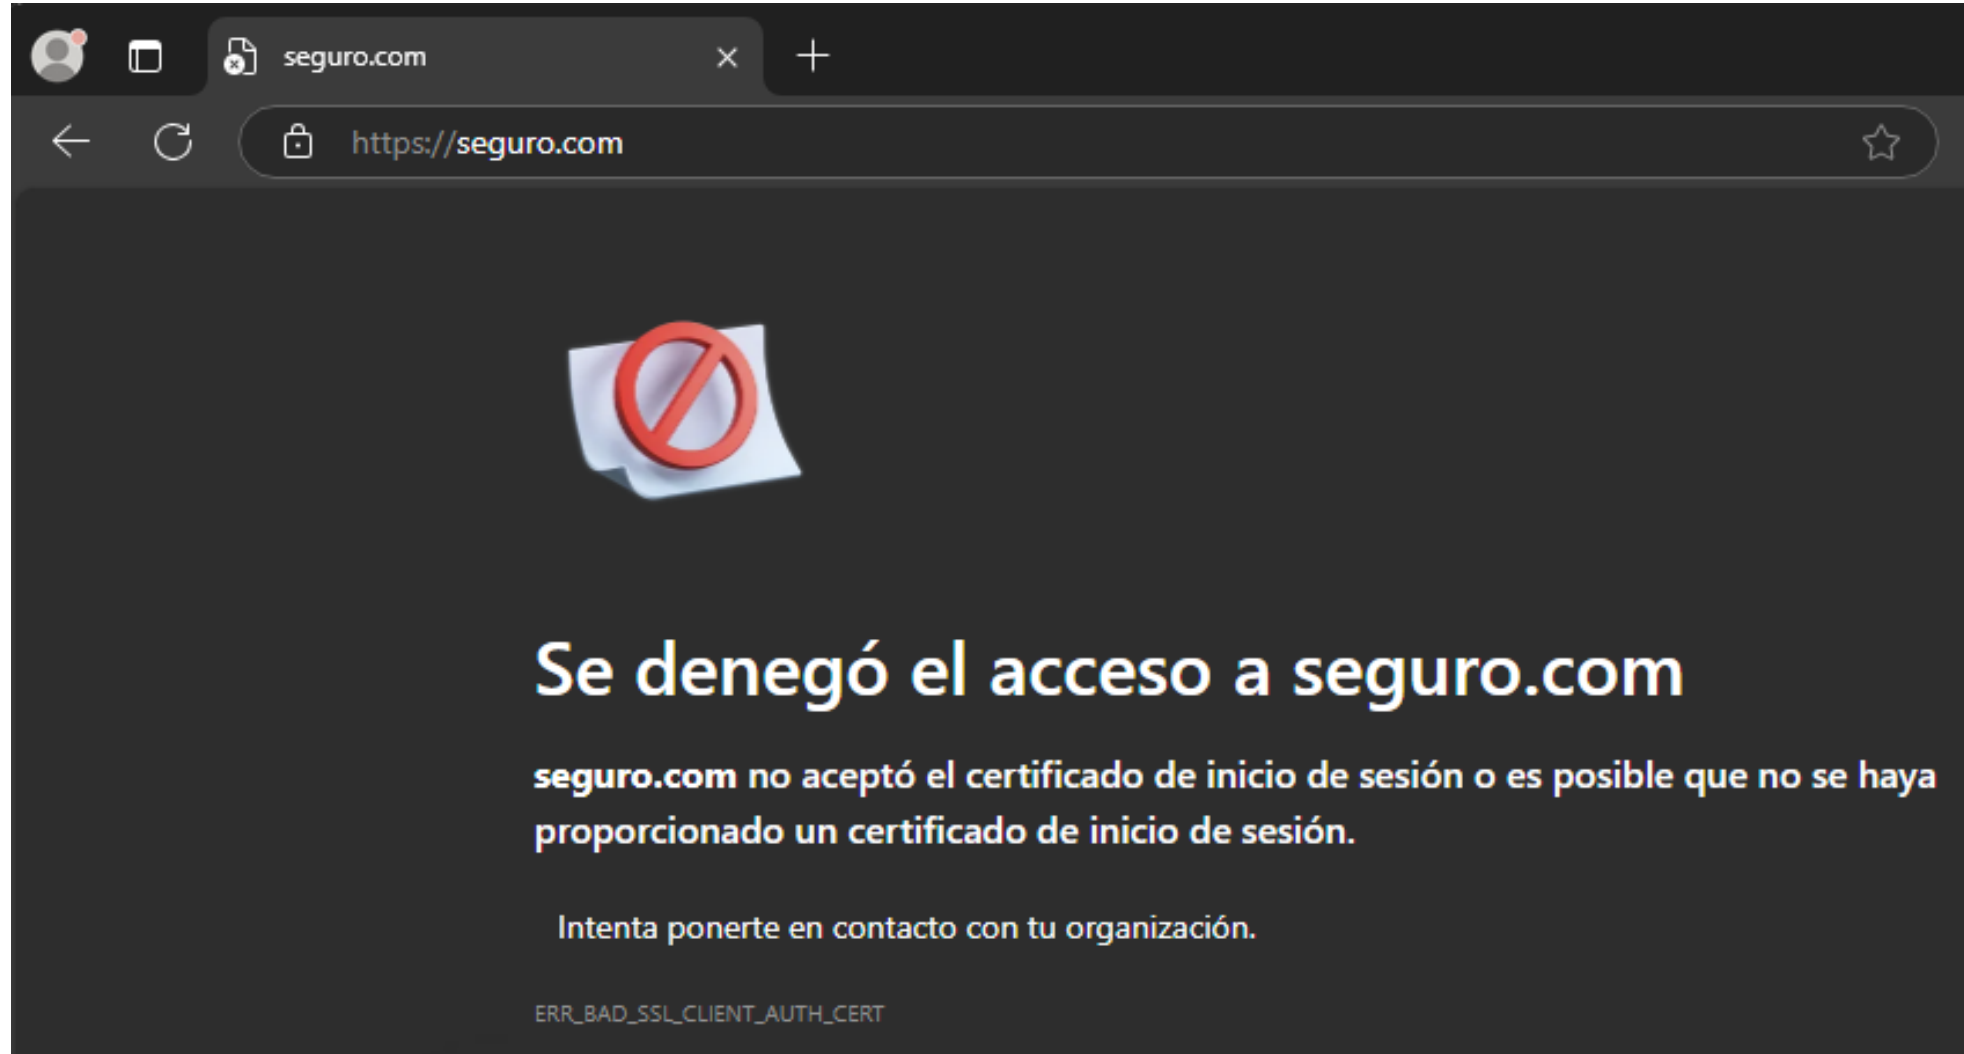 seguro.com
https://seguro.com
Se denegó el acceso a seguro.com
seguro.com no aceptó el certificado de inicio de sesión o es posible que no se haya
proporcionado un certificado de inicio de sesión.
Intenta ponerte en contacto con tu organización.
ERR_BAD_SSL_CLIENT_AUTH_CERT